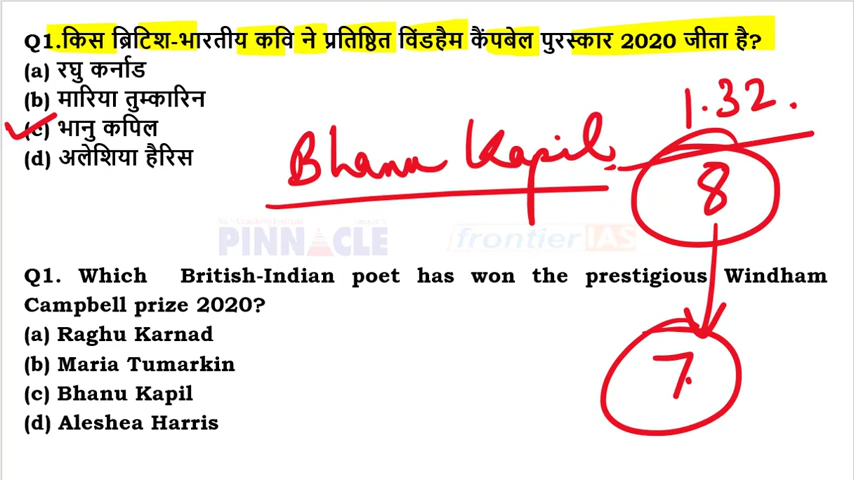 Q1.किस ब्रिटिश-भारतीय कवि ने प्रतिष्ठित विंडहैम कैंपबेल पुरस्कार 2020 जीता है?
(a) रघु कर्नाड
(b) मारिया तुम्कारिन
(c) भानु कपिल
(d) अलेशिया हैरिस
1.32.
Bhanu Kapil
8
PINNACLE frontier IAS
Q1. Which British-Indian poet has won the prestigious Windham
Campbell prize 2020?
(a) Raghu Karnad
(b) Maria Tumarkin
7
(c) Bhanu Kapil
(d) Aleshea Harris